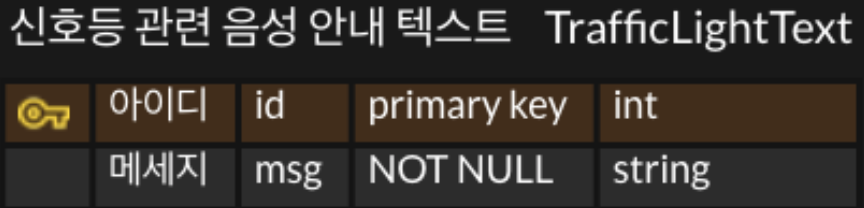 신호등 관련 음성 안내 텍스트 TrafficLightText
아이디 id primary key int
메세지 msg NOT NULL string